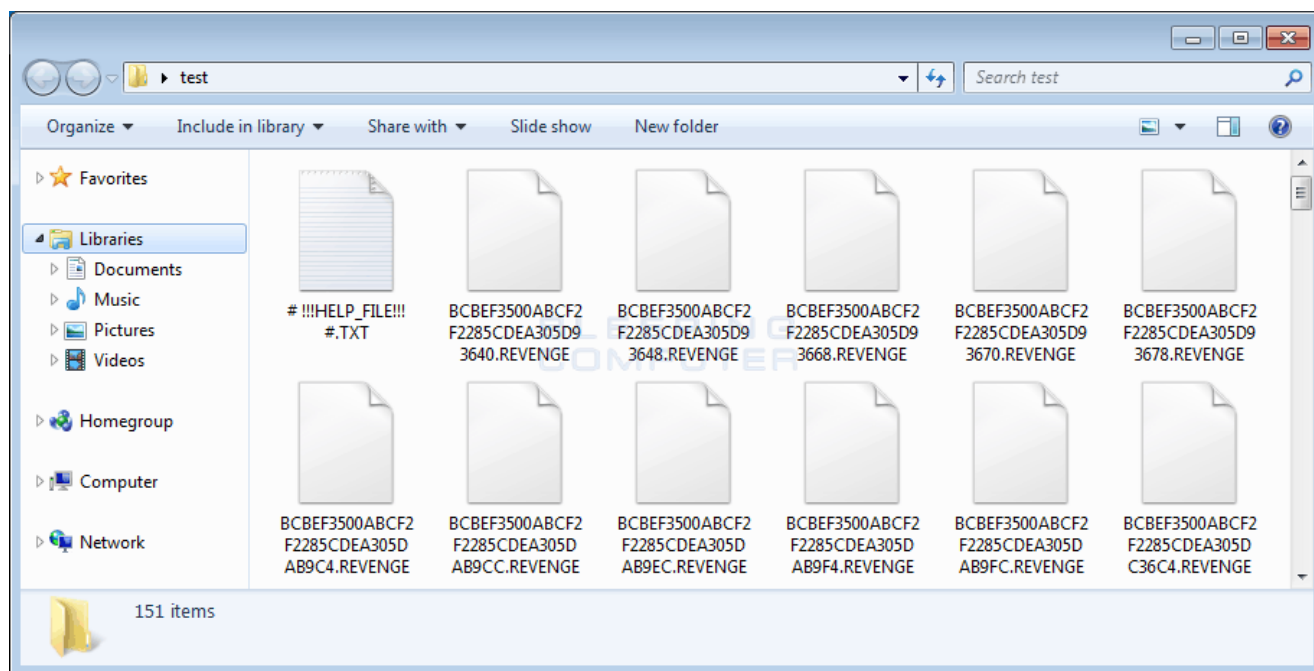 test
Search test
Organize
Include in library
Share with
Slide show
New folder
Favorites
Libraries
Documents
Music
Pictures
Videos
Homegroup
Computer
Network
# !!!HELP_FILE!!!
#.TXT
BCBEF3500ABCF2
F2285CDEA305D9
3640.REVENGE
BCBEF3500ABCF2
F2285CDEA305D9
3648.REVENGE
BCBEF3500ABCF2
F2285CDEA305D9
3668.REVENGE
BCBEF3500ABCF2
F2285CDEA305D9
3670.REVENGE
BCBEF3500ABCF2
F2285CDEA305D9
3678.REVENGE
BCBEF3500ABCF2
F2285CDEA305D
AB9C4.REVENGE
BCBEF3500ABCF2
F2285CDEA305D
AB9CC.REVENGE
BCBEF3500ABCF2
F2285CDEA305D
AB9EC.REVENGE
BCBEF3500ABCF2
F2285CDEA305D
AB9F4.REVENGE
BCBEF3500ABCF2
F2285CDEA305D
AB9FC.REVENGE
BCBEF3500ABCF2
F2285CDEA305D
C36C4.REVENGE
151 items